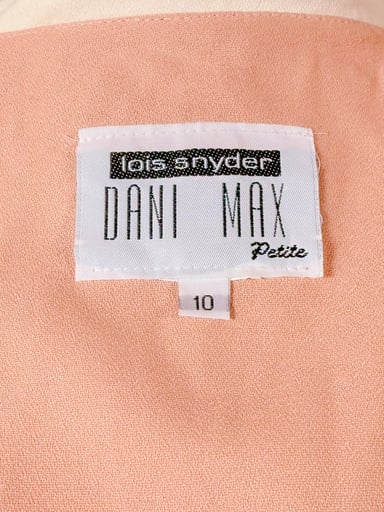 lois snyder
DANI MAX
Petite
10